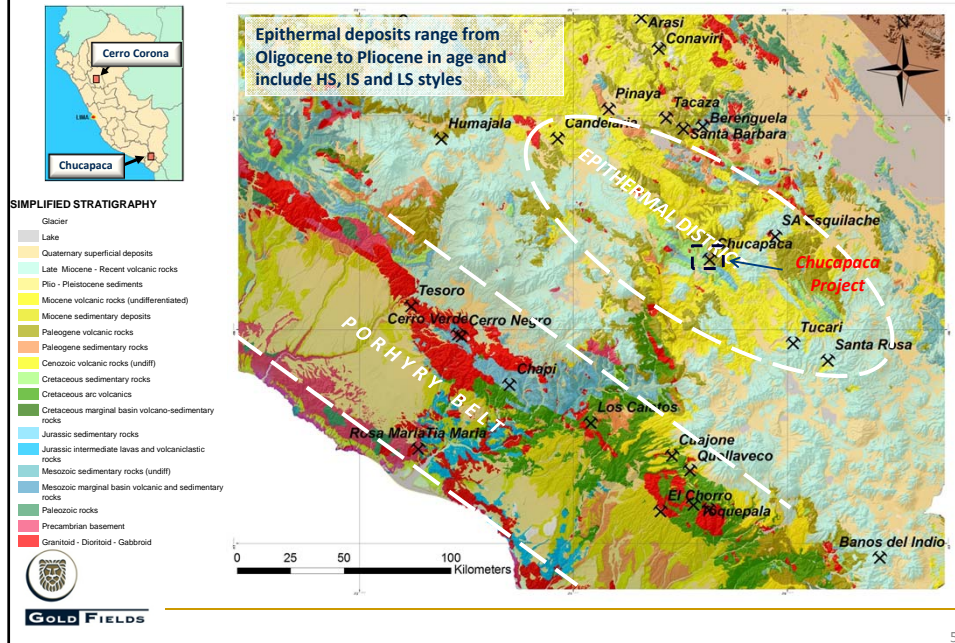 Cerro Corona
LIMA
Chucapaca
Epithermal deposits range from
Oligocene to Pliocene in age and
include HS, IS and LS styles
SIMPLIFIED STRATIGRAPHY
Glacier
Lake
Quaternary superficial deposits
Late Miocene - Recent volcanic rocks
Plio - Pleistocene sediments
Miocene volcanic rocks (undifferentiated)
Miocene sedimentary deposits
Paleogene volcanic rocks
Paleogene sedimentary rocks
Cenozoic volcanic rocks (undiff)
Cretaceous sedimentary rocks
Cretaceous arc volcanics
Cretaceous marginal basin volcano-sedimentary
rocks
Jurassic sedimentary rocks
Jurassic intermediate lavas and volcaniclastic
rocks
Mesozoic sedimentary rocks (undiff)
Mesozoic marginal basin volcanic and sedimentary
rocks
Paleozoic rocks
Precambrian basement
Granitoid - Dioritoid - Gabbroid
GOLD FIELDS
Arasi
Conaviri
Pinaya
Tacaza
Berenguela
Santa Barbara
Humajala
Candelaria
EPITHERMAL DISTRICT
SA Esquilache
Chucapaca
Chucapaca
Project
Tesoro
Cerro Verde
Cerro Negro
Tucari
Santa Rosa
PORHYRY BELT
Chapi
Los Calatos
Rosa Maria
Tia Maria
Cuajone
Quellaveco
El Chorro
Toquepala
Banos del Indio
0 25 50 100
Kilometers
5